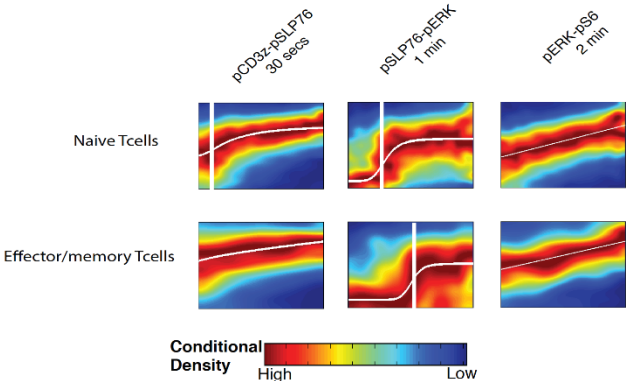 pCD3z-pSLP76
30 secs
pSLP76-pERK
1 min
pERK-pS6
2 min
Naive Tcells
Effector/memory Tcells
Conditional
Density
High
Low